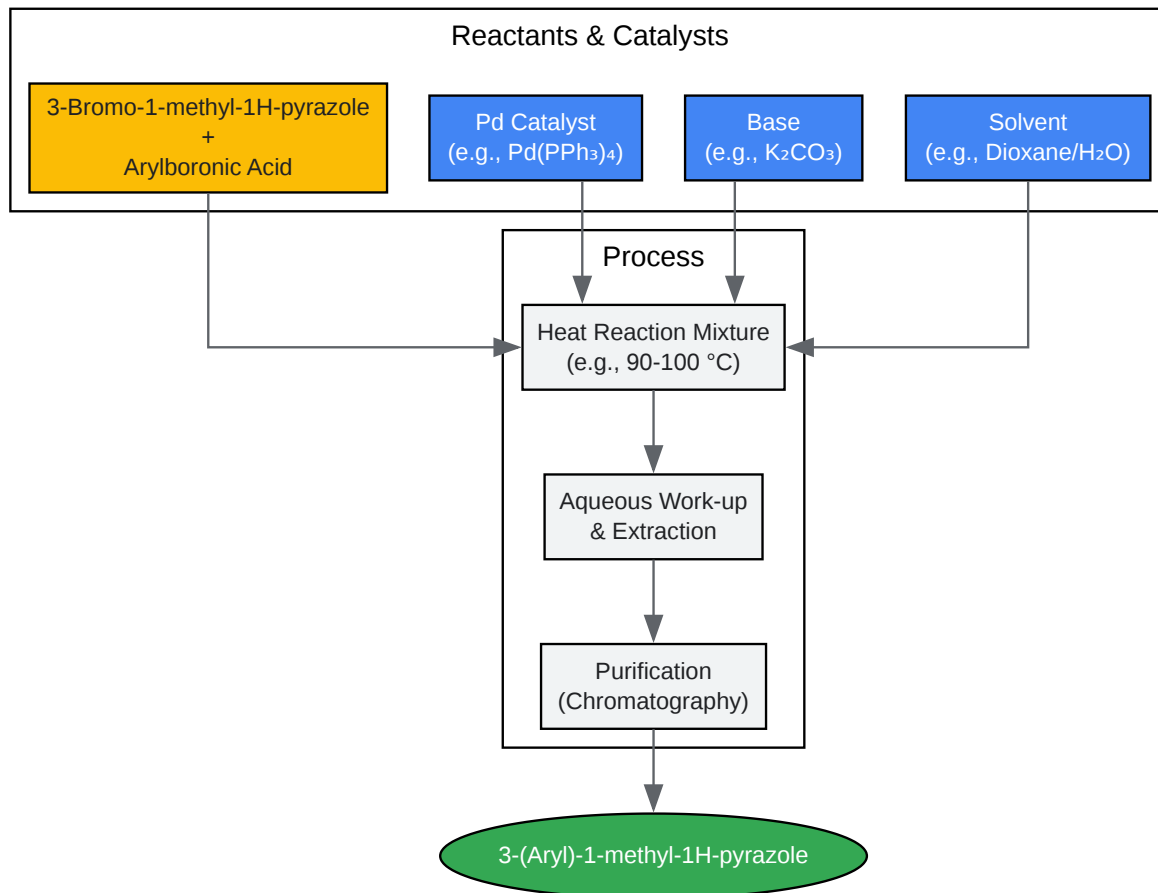 Reactants & Catalysts
3-Bromo-1-methyl-1H-pyrazole
+
Arylboronic Acid
Pd Catalyst
(e.g., Pd(PPh₃)₄)
Base
(e.g., K₂CO₃)
Solvent
(e.g., Dioxane/H₂O)
Process
Heat Reaction Mixture
(e.g., 90-100 °C)
Aqueous Work-up
& Extraction
Purification
(Chromatography)
3-(Aryl)-1-methyl-1H-pyrazole